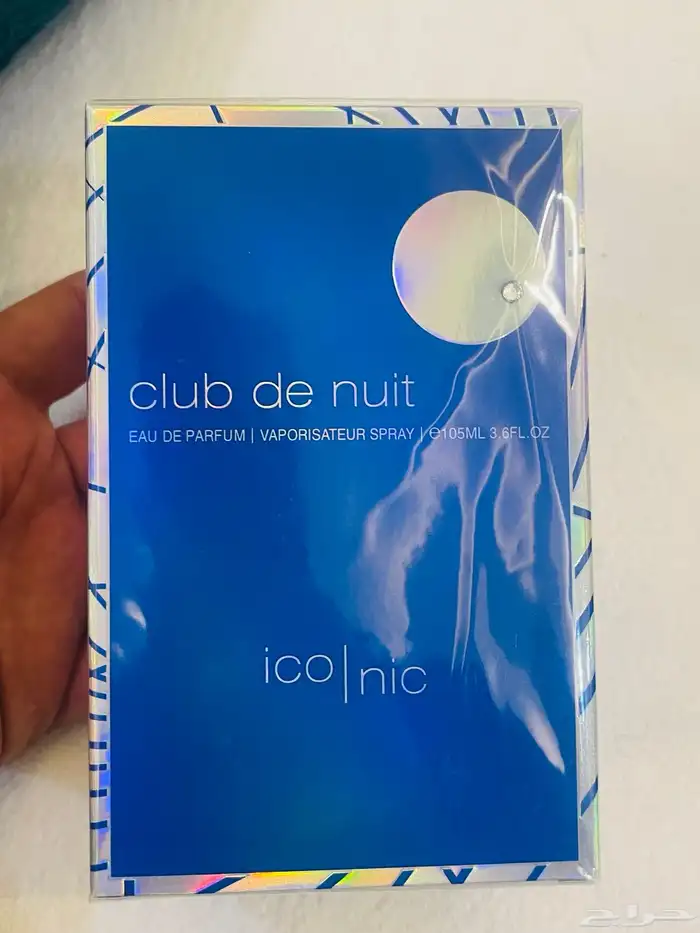 club de nuit
EAU DE PARFUM | VAPORISATEUR SPRAY | ℮105ML 3.6FL.OZ
ico|nic
حراج